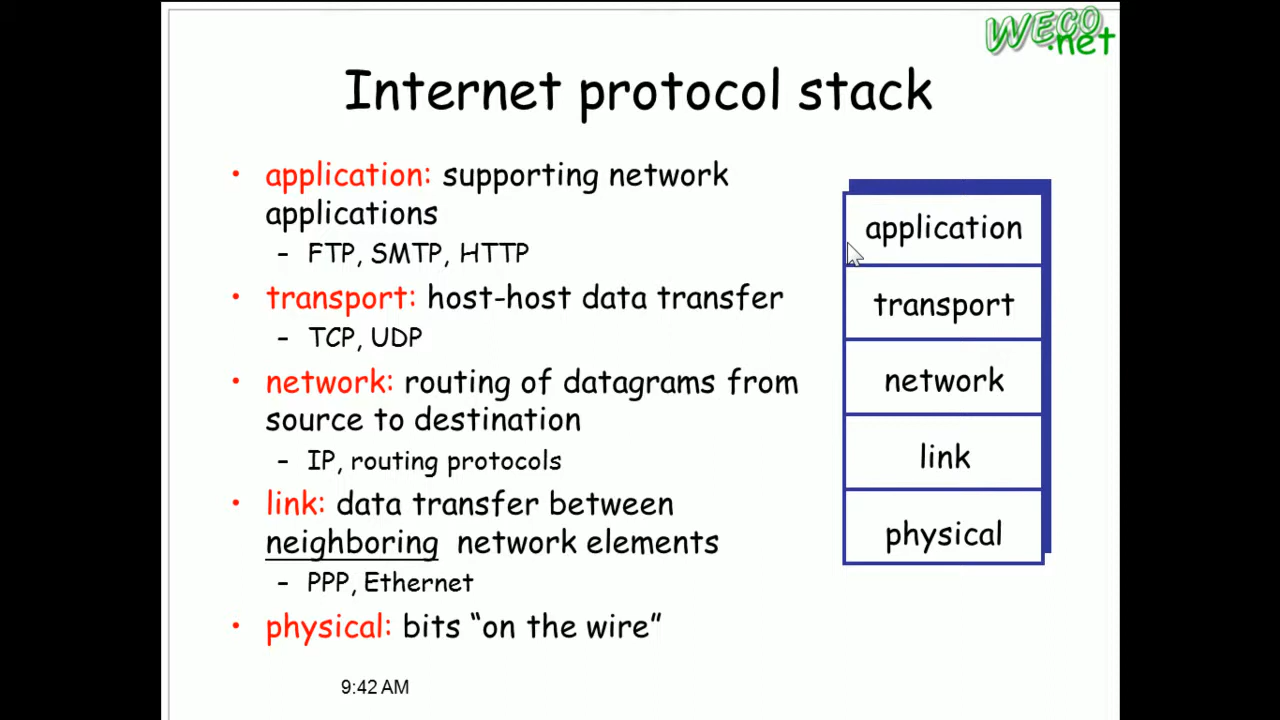 WECO.net
Internet protocol stack
• application: supporting network
applications
– FTP, SMTP, HTTP
• transport: host-host data transfer
– TCP, UDP
• network: routing of datagrams from
source to destination
– IP, routing protocols
• link: data transfer between
neighboring network elements
– PPP, Ethernet
• physical: bits “on the wire”
application
transport
network
link
physical
9:42 AM